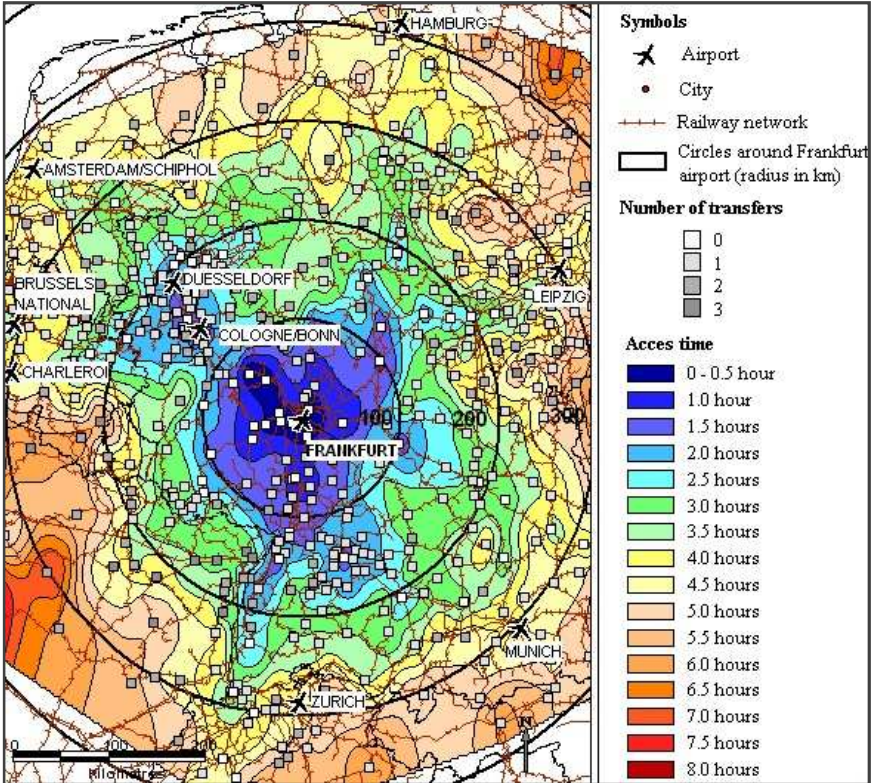 HAMBURG
AMSTERDAM/SCHIPHOL
DUESSELDORF
BRUSSELS
NATIONAL
LEIPZIG
COLOGNE/BONN
CHARLEROI
100
200
300
FRANKFURT
MUNICH
ZURICH
N
0
100
200
Kilometres
Symbols
Airport
City
Railway network
Circles around Frankfurt
airport (radius in km)
Number of transfers
0
1
2
3
Acces time
0 - 0.5 hour
1.0 hour
1.5 hours
2.0 hours
2.5 hours
3.0 hours
3.5 hours
4.0 hours
4.5 hours
5.0 hours
5.5 hours
6.0 hours
6.5 hours
7.0 hours
7.5 hours
8.0 hours